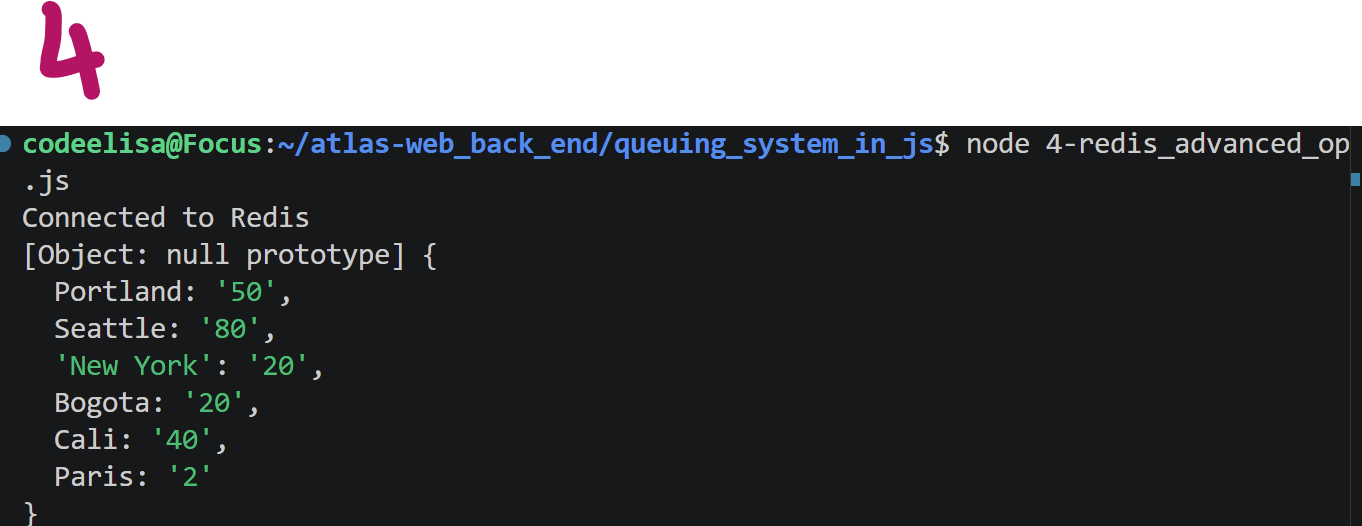 4
codeelisa@Focus:~/atlas-web_back_end/queuing_system_in_js$ node 4-redis_advanced_op
.js
Connected to Redis
[Object: null prototype] {
  Portland: '50',
  Seattle: '80',
  'New York': '20',
  Bogota: '20',
  Cali: '40',
  Paris: '2'
}